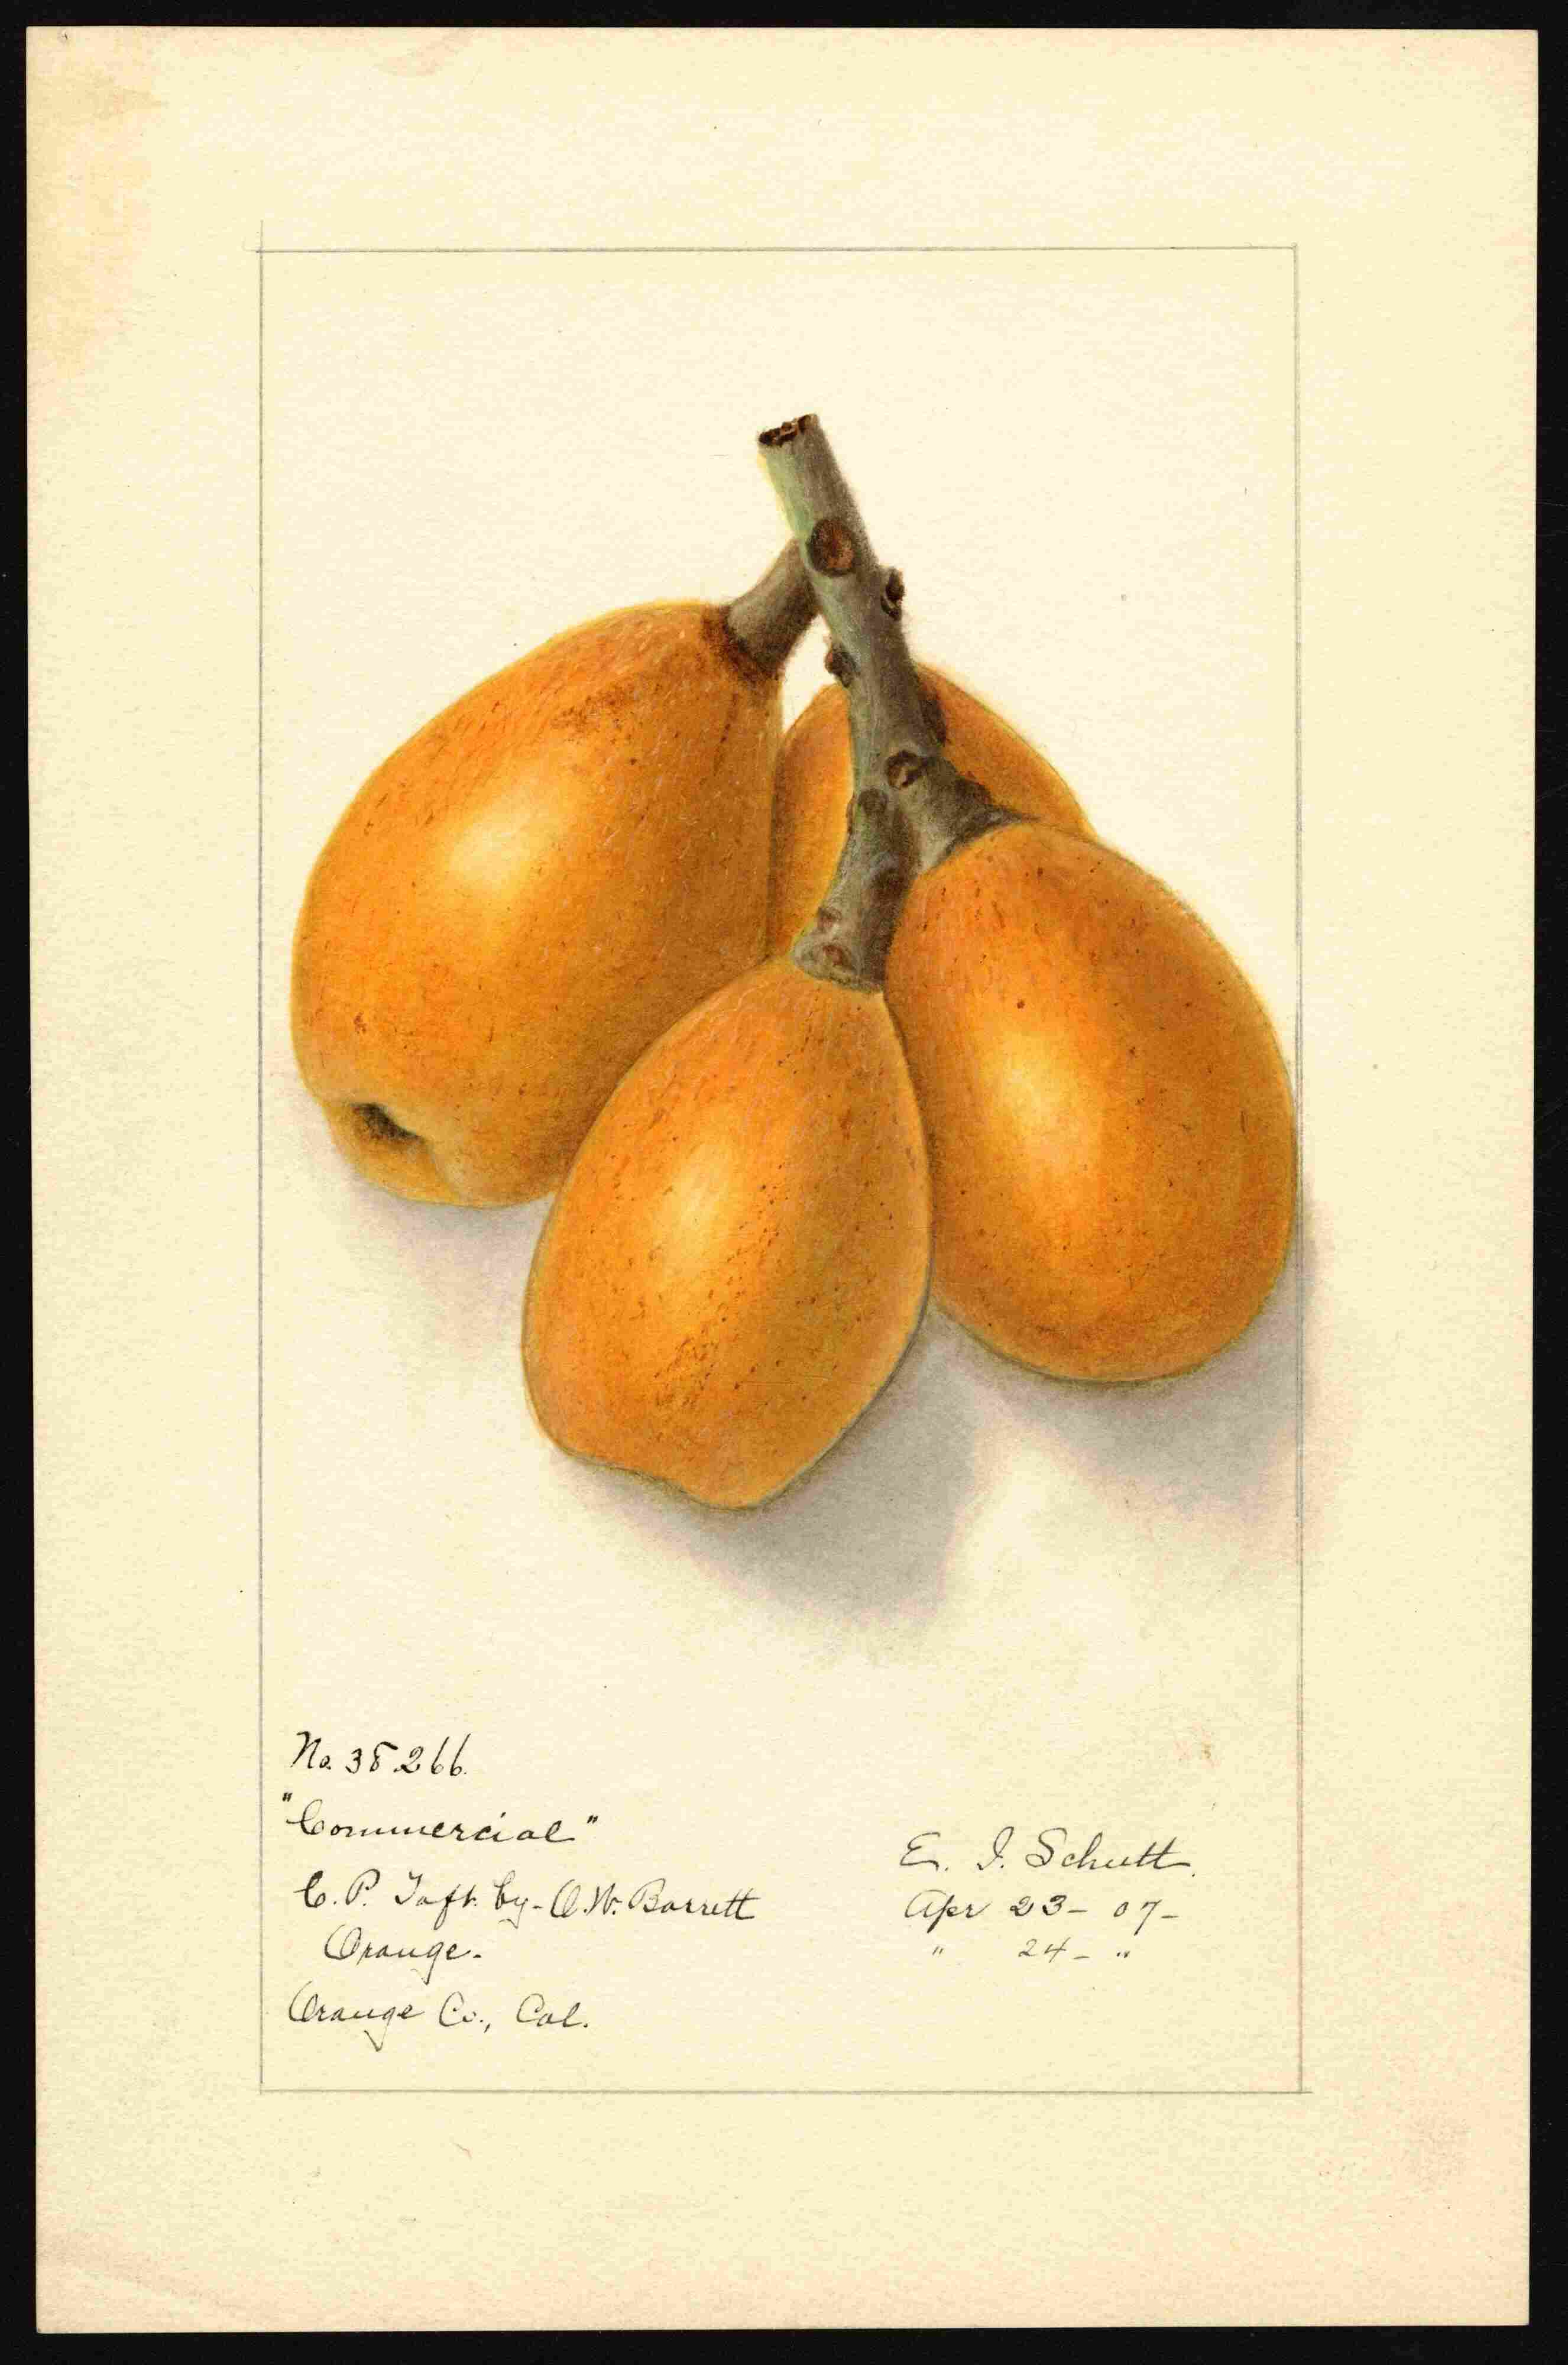 No. 38266.
"Commercial"
C. P. Taft. by- O. W. Barrett
Orange-
Orange Co., Cal.
E. I. Schutt.
Apr 23- 07-
" 24- "